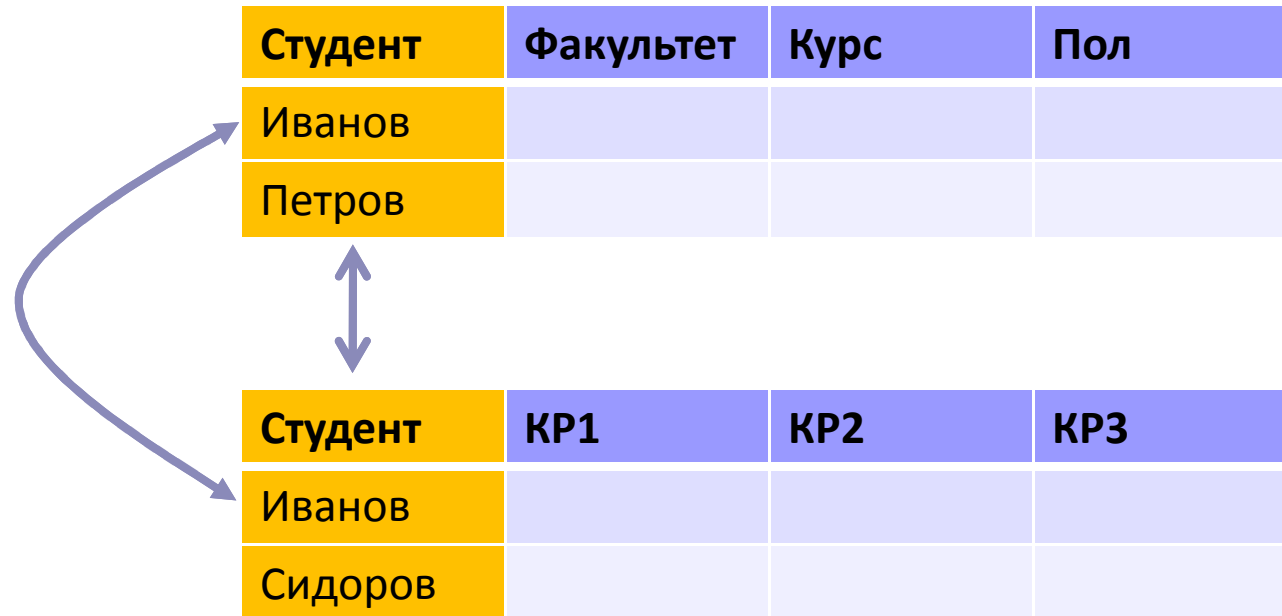 Студент Факультет Курс Пол
Иванов
Петров
Студент КР1 КР2 КР3
Иванов
Сидоров